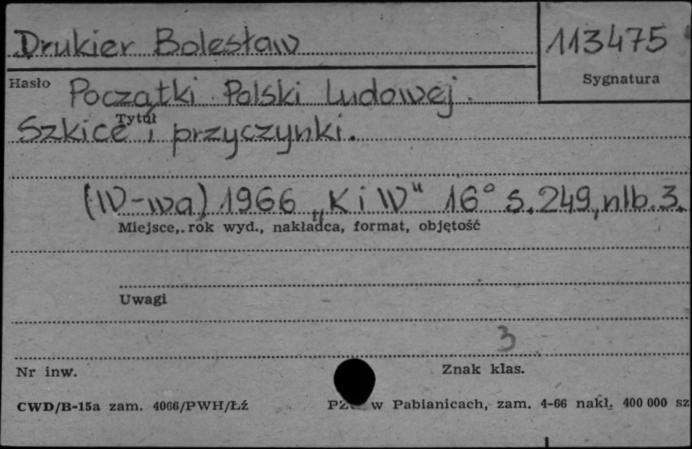 Drukier Bolesław
113475
Hasło
Sygnatura
Początki Polski Ludowej.
Tytuł
Szkice i przyczynki.
(W-wa) 1966 „K i W" 16° s. 249, nlb. 3.
Miejsce, rok wyd., nakładca, format, objętość
Uwagi
3
Nr inw.
Znak klas.
CWD/B-15a zam. 4066/PWH/Łź
w Pabianicach, zam. 4-66 nakł. 400 000 sz